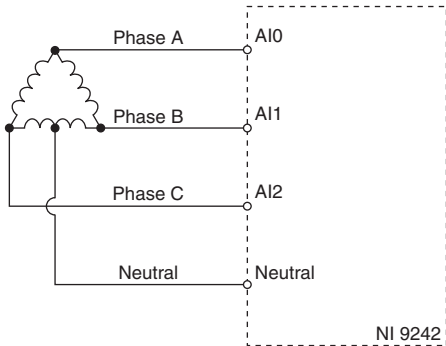 Phase A
AI0
Phase B
AI1
Phase C
AI2
Neutral
Neutral
NI 9242